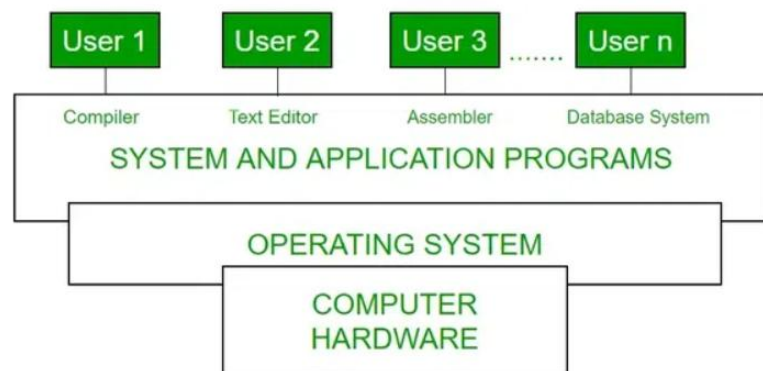 User 1 User 2 User 3 ....... User n
Compiler Text Editor Assembler Database System
SYSTEM AND APPLICATION PROGRAMS
OPERATING SYSTEM
COMPUTER
HARDWARE